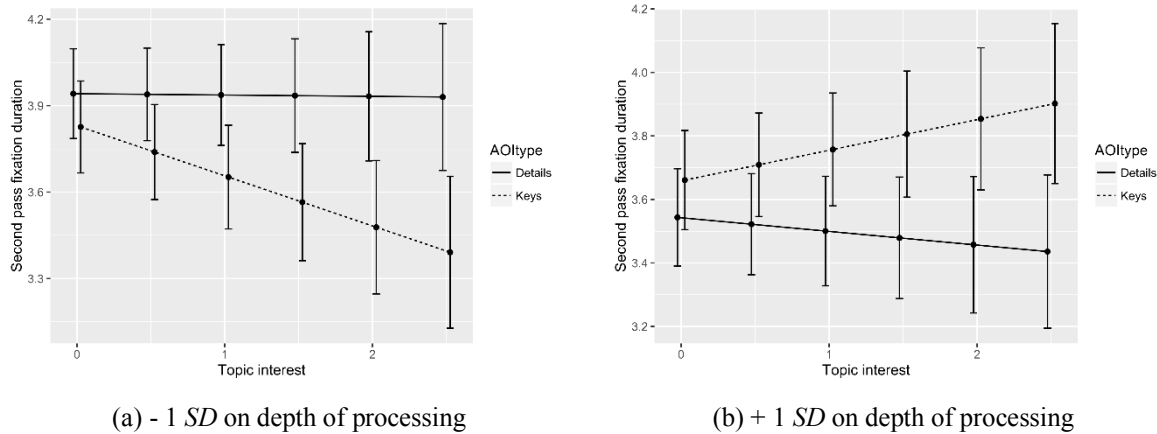 4.2
3.9
3.6
3.3
Second pass fixation duration
0
1
2
Topic interest
AOItype
Details
Keys
(a) - 1 SD on depth of processing
4.2
4.0
3.8
3.6
3.4
3.2
Second pass fixation duration
0
1
2
Topic interest
AOItype
Details
Keys
(b) + 1 SD on depth of processing